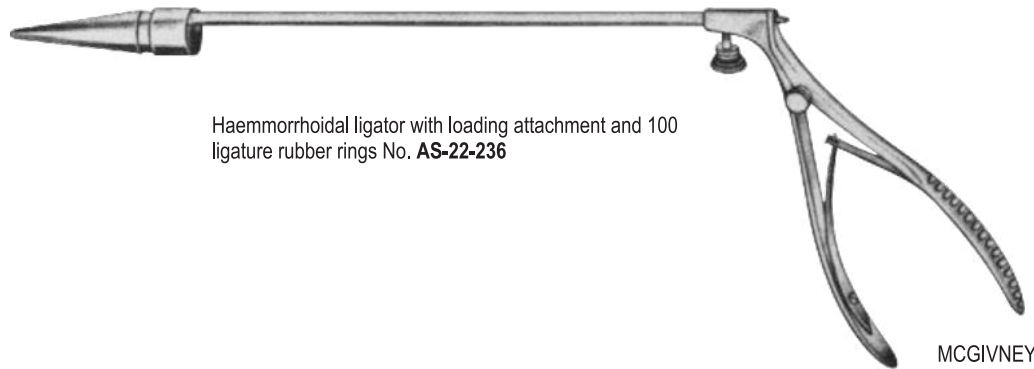 Haemmorrhoidal ligator with loading attachment and 100
ligature rubber rings No. AS-22-236
MCGIVNEY